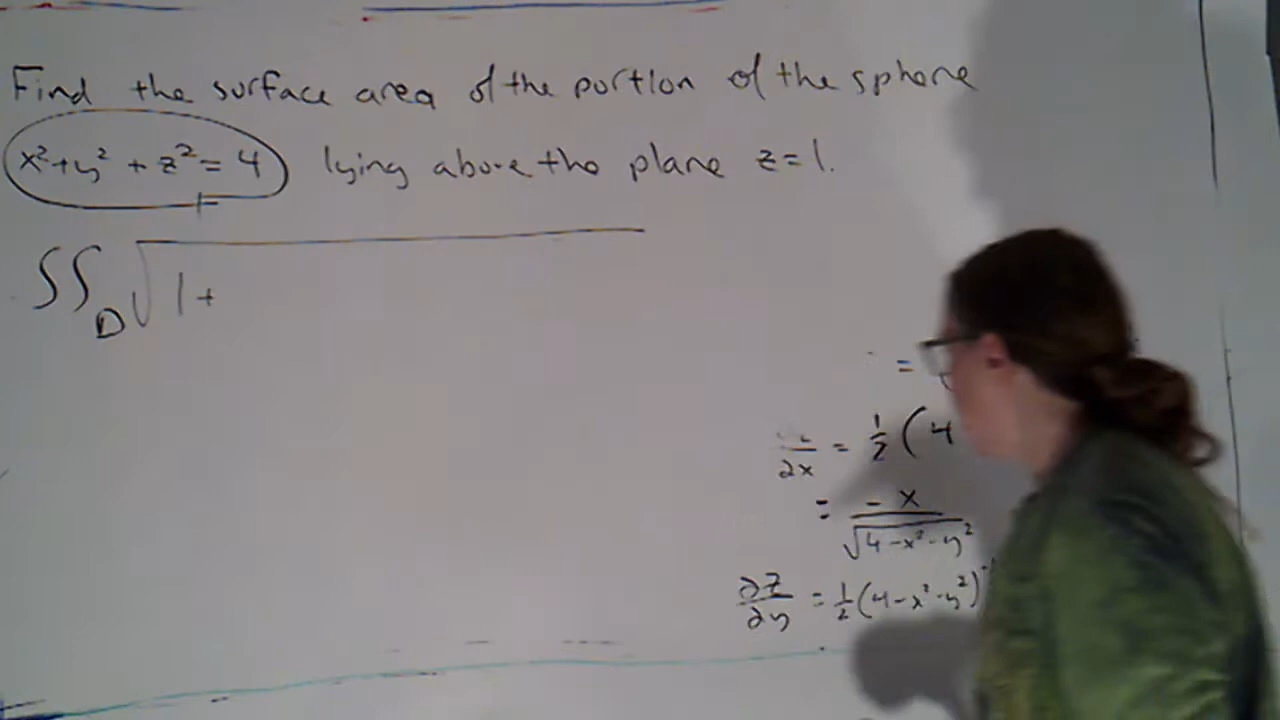 Find the surface area of the portion of the sphere
x²+y²+z²=4 lying above the plane z=1.
∫∫_D √1+
=
∂x = 1/2 (4
= -x/√4-x²-y²
∂z/∂y = 1/2(4-x²-y²)